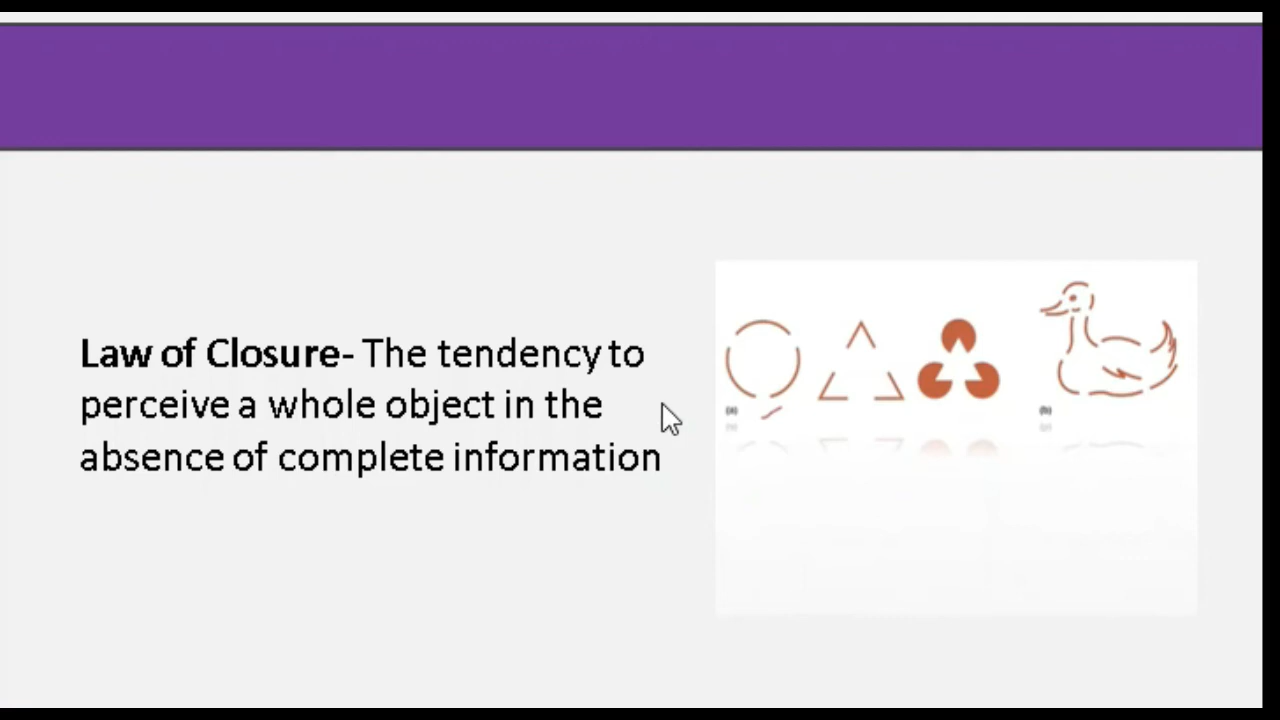 Law of Closure- The tendency to
perceive a whole object in the
absence of complete information
(a)
(b)